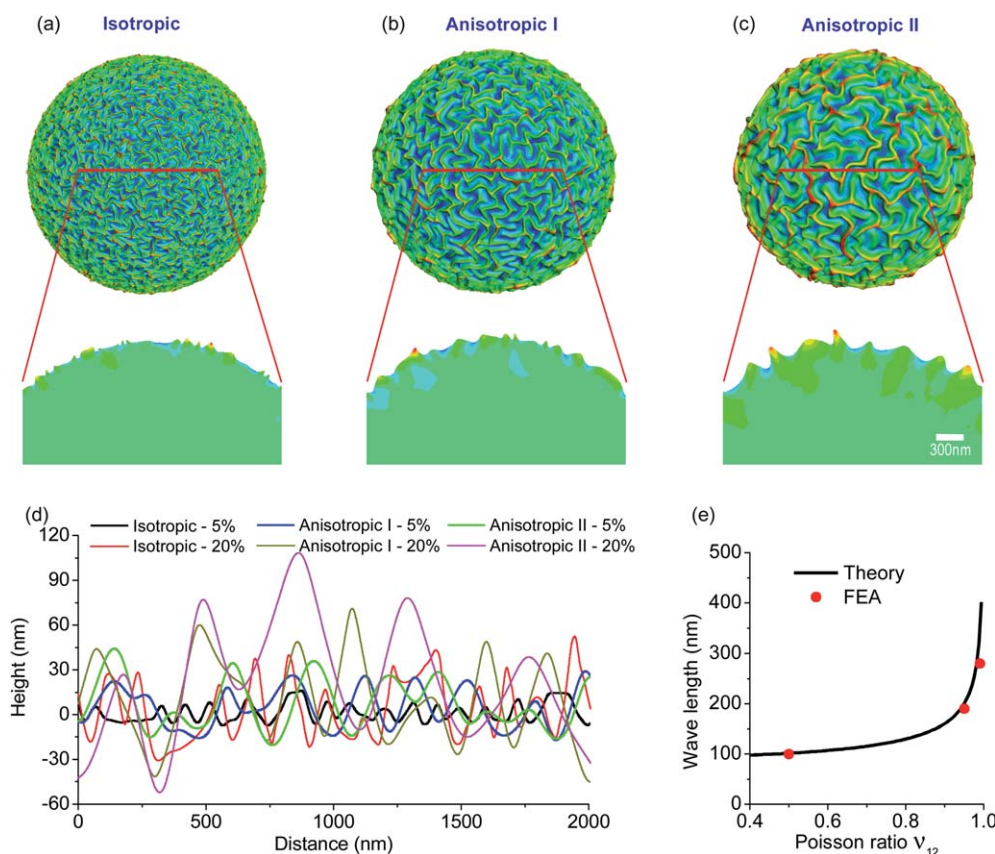 (a) Isotropic (b) Anisotropic I (c) Anisotropic II
300nm
(d) (e)
Isotropic - 5% Anisotropic I - 5% Anisotropic II - 5%
Isotropic - 20% Anisotropic I - 20% Anisotropic II - 20%
Height (nm)
120
90
60
30
0
-30
-60
0 500 1000 1500 2000
Distance (nm)
Theory
FEA
Wave length (nm)
500
400
300
200
100
0
0.4 0.6 0.8 1.0
Poisson ratio ν₁₂